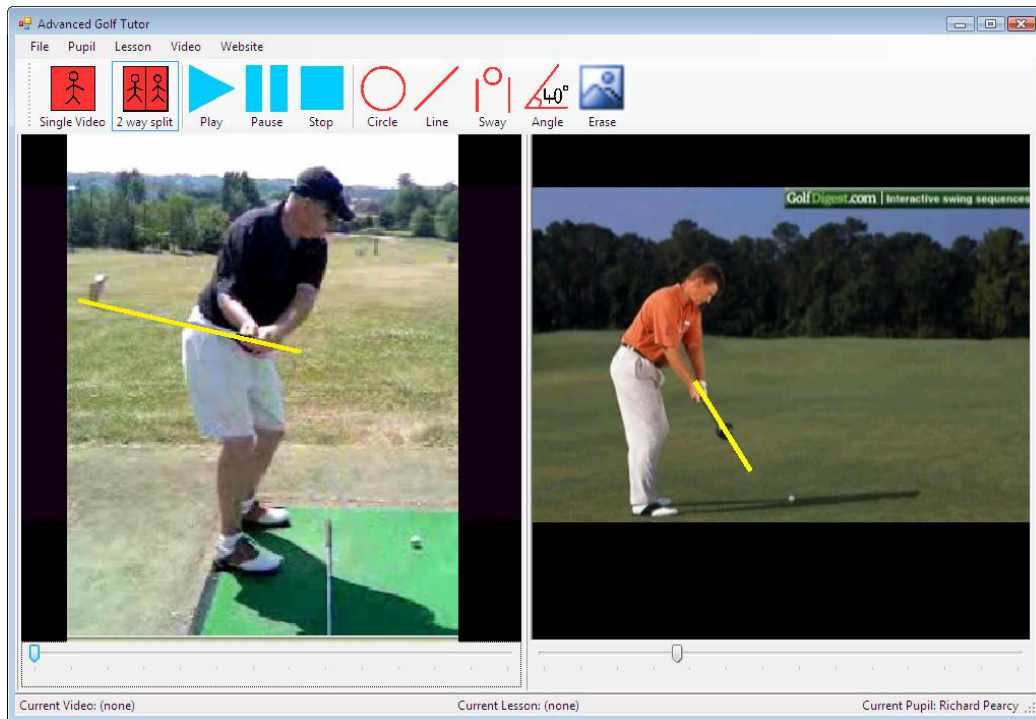 Advanced Golf Tutor
File Pupil Lesson Video Website
Single Video 2 way split Play Pause Stop Circle Line Sway Angle Erase
40°
GolfDigest.com | Interactive swing sequences
Current Video: (none) Current Lesson: (none) Current Pupil: Richard Pearcy